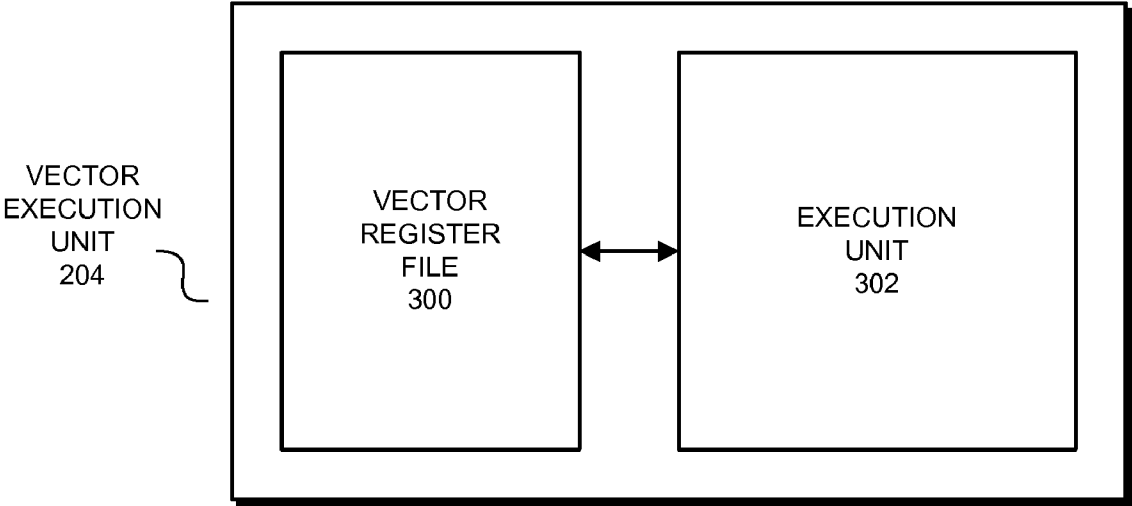 VECTOR
EXECUTION
UNIT
204
VECTOR
REGISTER
FILE
300
EXECUTION
UNIT
302